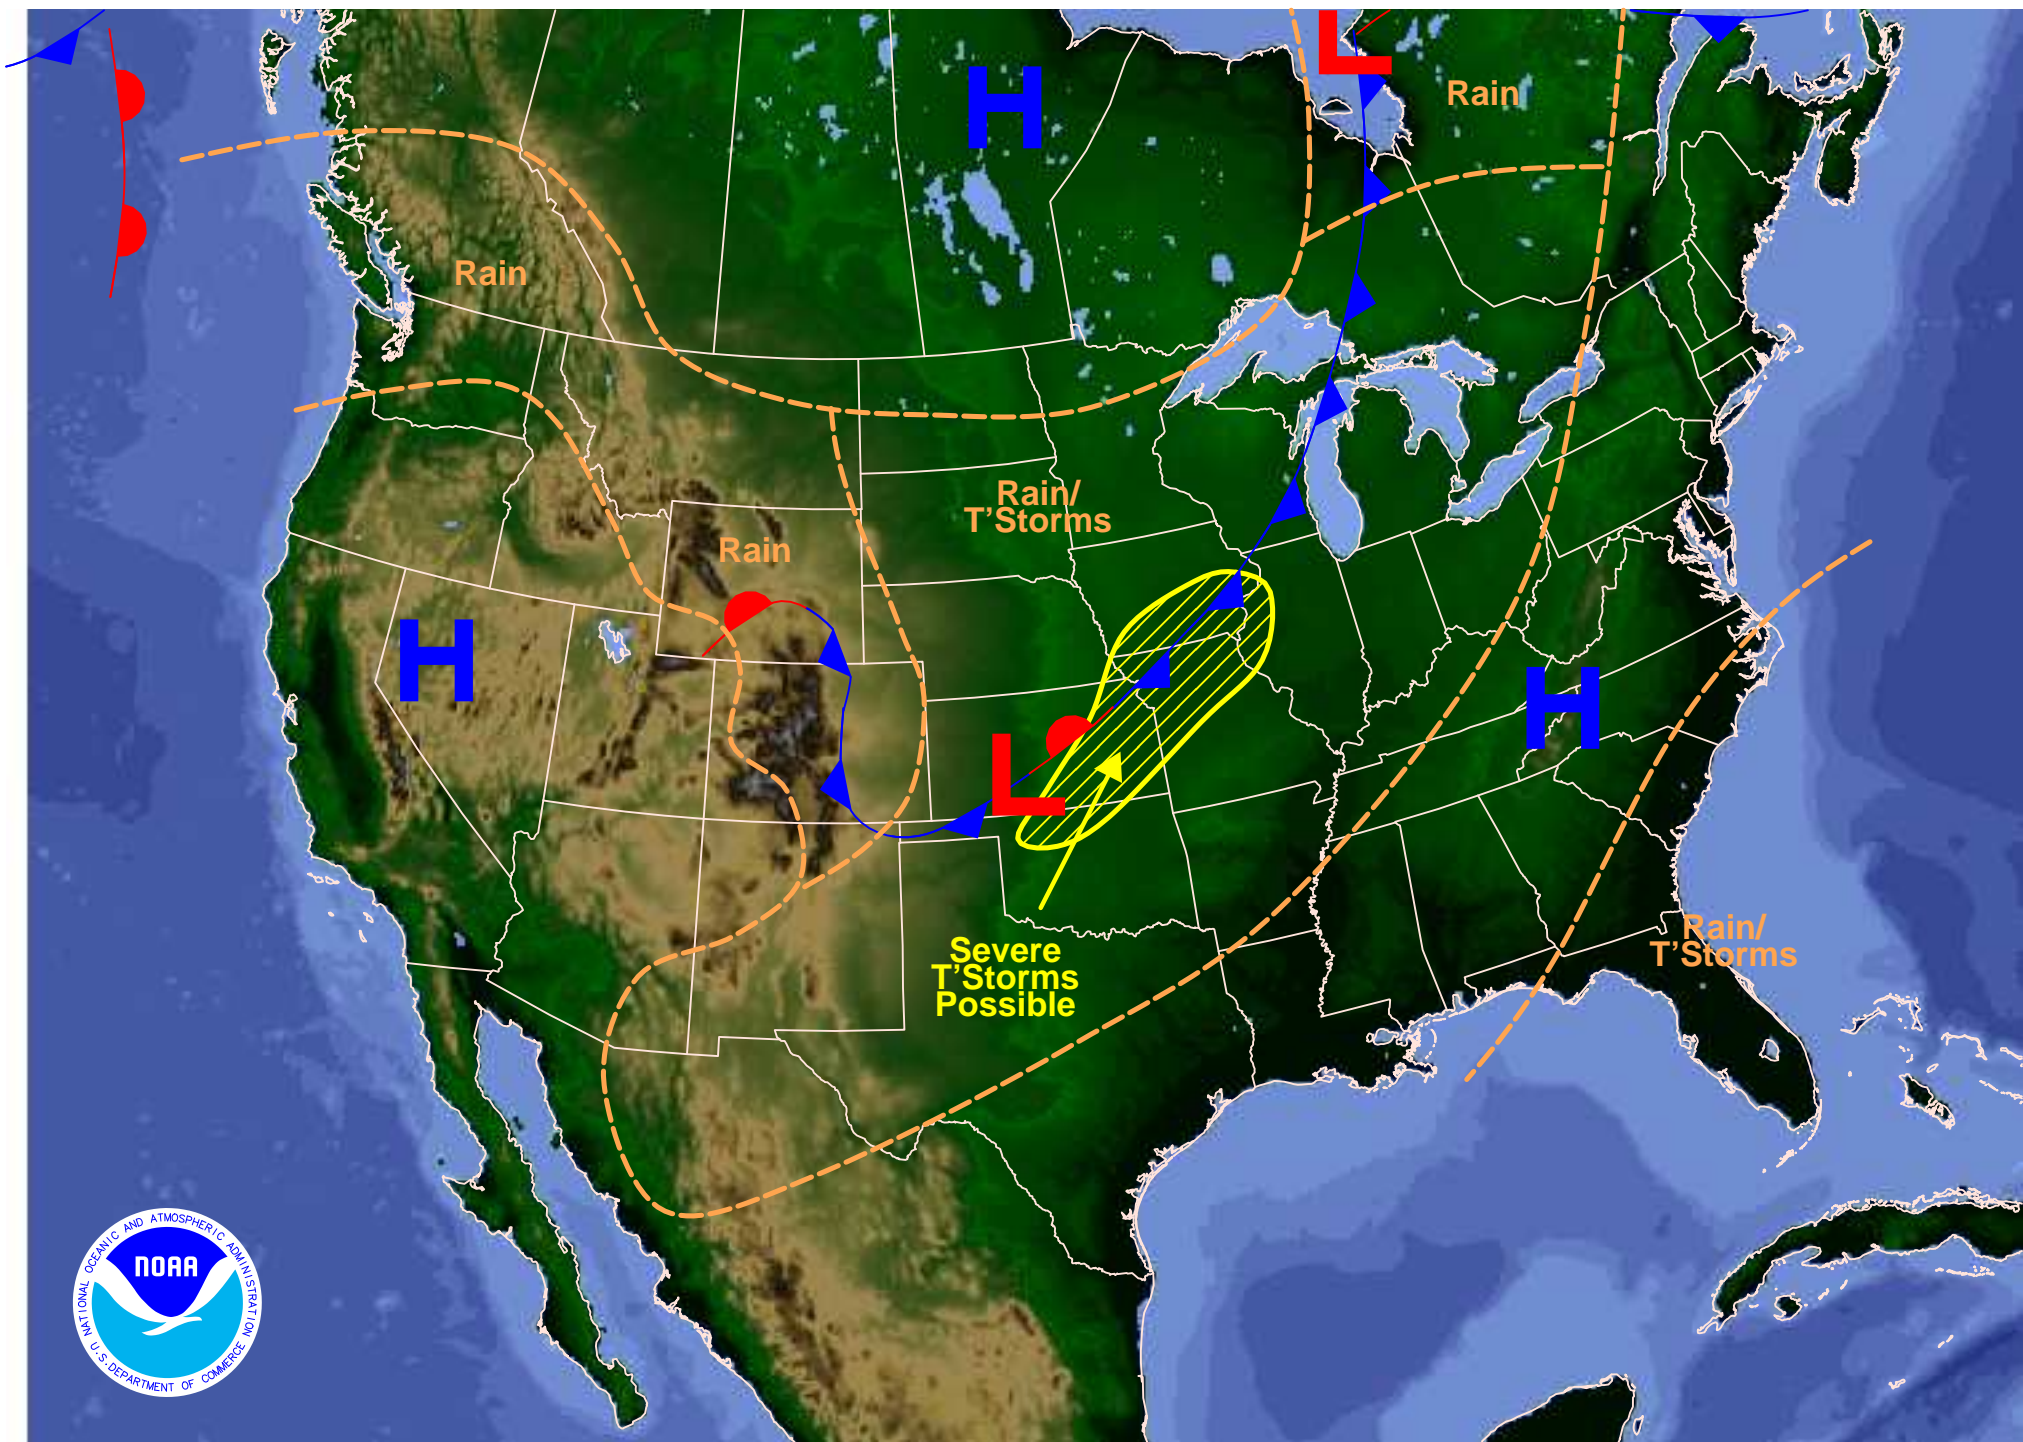 L
H
Rain
Rain
Rain/
T'Storms
Rain
H
H
L
Rain/
T'Storms
Severe
T'Storms
Possible
NATIONAL OCEANIC AND ATMOSPHERIC ADMINISTRATION
NOAA
U.S. DEPARTMENT OF COMMERCE